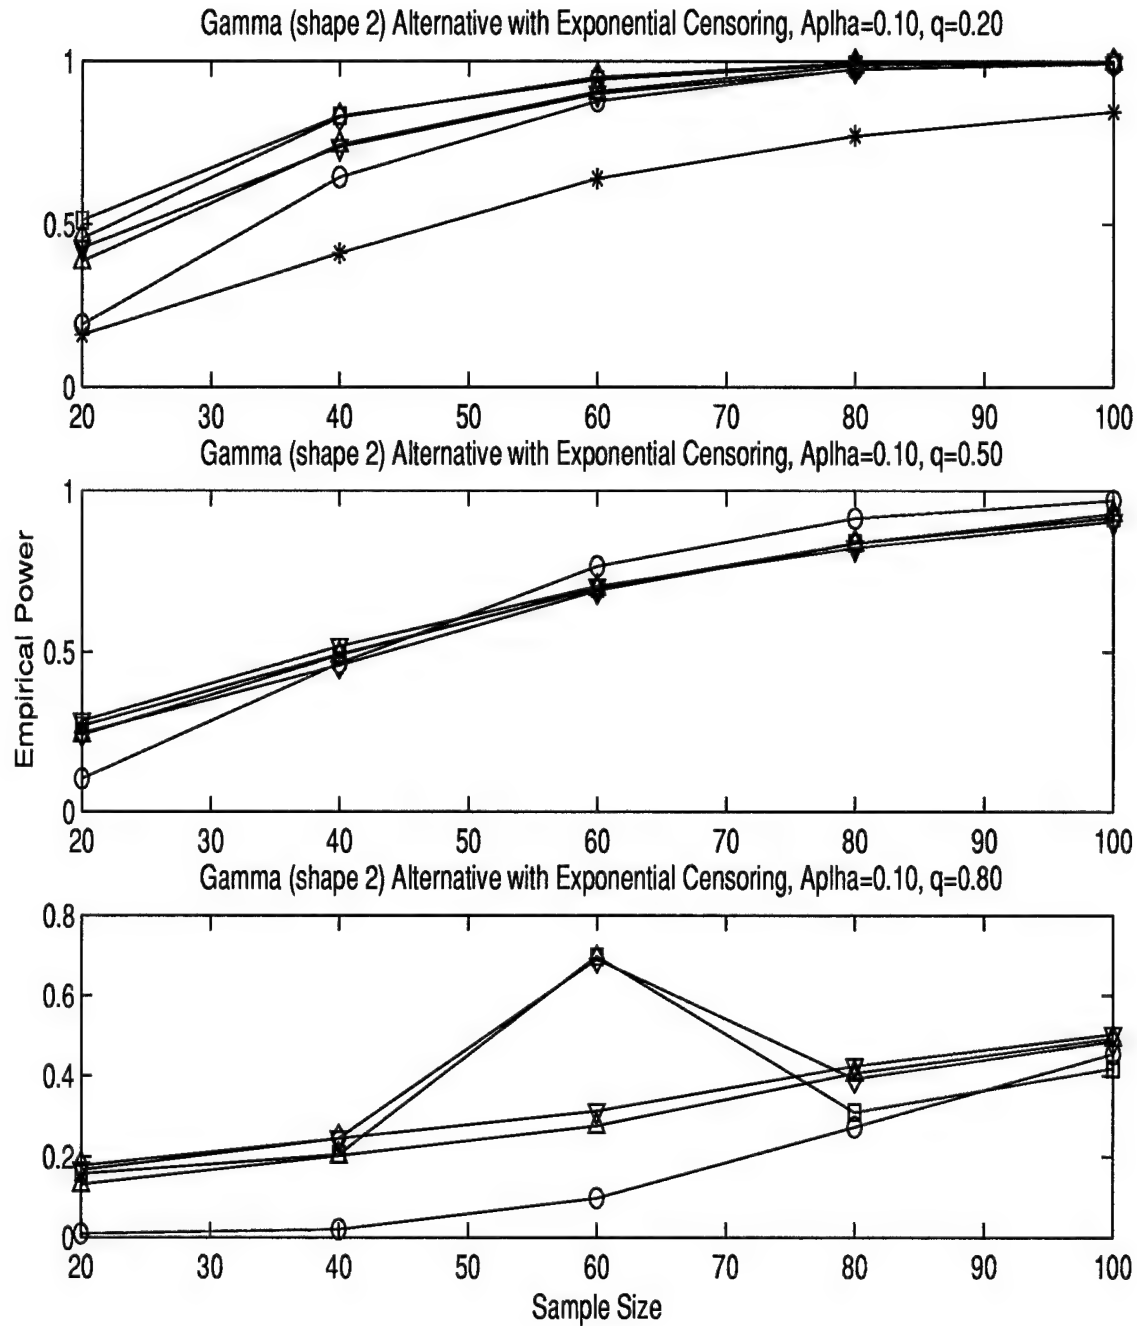 Gamma (shape 2) Alternative with Exponential Censoring, Aplha=0.10, q=0.20
1
0.5
0
20 30 40 50 60 70 80 90 100
Gamma (shape 2) Alternative with Exponential Censoring, Aplha=0.10, q=0.50
1
0.5
0
20 30 40 50 60 70 80 90 100
Empirical Power
Gamma (shape 2) Alternative with Exponential Censoring, Aplha=0.10, q=0.80
0.8
0.6
0.4
0.2
0
20 30 40 50 60 70 80 90 100
Sample Size